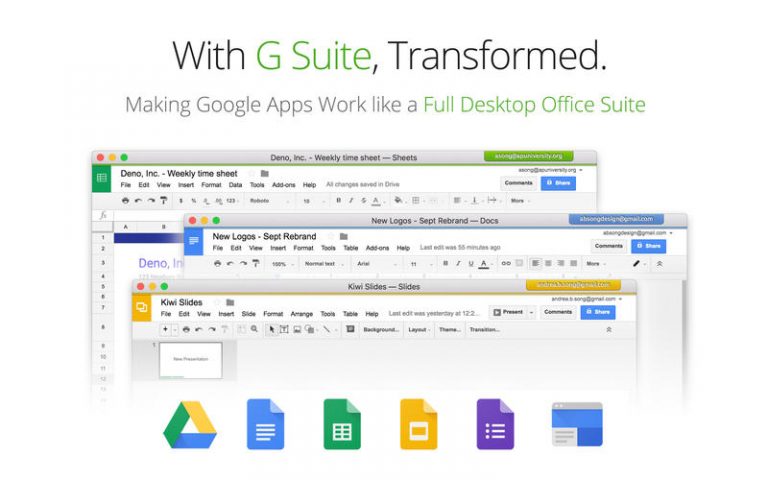 With G Suite, Transformed.
Making Google Apps Work like a Full Desktop Office Suite
Deno, Inc. - Weekly time sheet — Sheets
asong@apuniversity.org
Deno, Inc. - Weekly time sheet
asong@apuniversity.org
File Edit View Insert Format Data Tools Add-ons Help All changes saved in Drive
Comments Share
$ % .0 .00 123 Roboto 10 B I S A More
fx
A B
1
2
3
Deno, In
4
5
6
7
8
9
10
11
12
13
New Logos - Sept Rebrand — Docs
absongdesign@gmail.com
New Logos - Sept Rebrand
absongdesign@gmail.com
File Edit View Insert Format Tools Table Add-ons Help Last edit was 55 minutes ago
Comments Share
100% Normal text Arial 11 B I U A More
Kiwi Slides — Slides
andrea.b.song@gmail.com
Kiwi Slides
andrea.b.song@gmail.com
File Edit View Insert Slide Format Arrange Tools Table Help Last edit was yesterday at 12:2...
Present Comments Share
Background... Layout Theme... Transition...
1
New Presentation